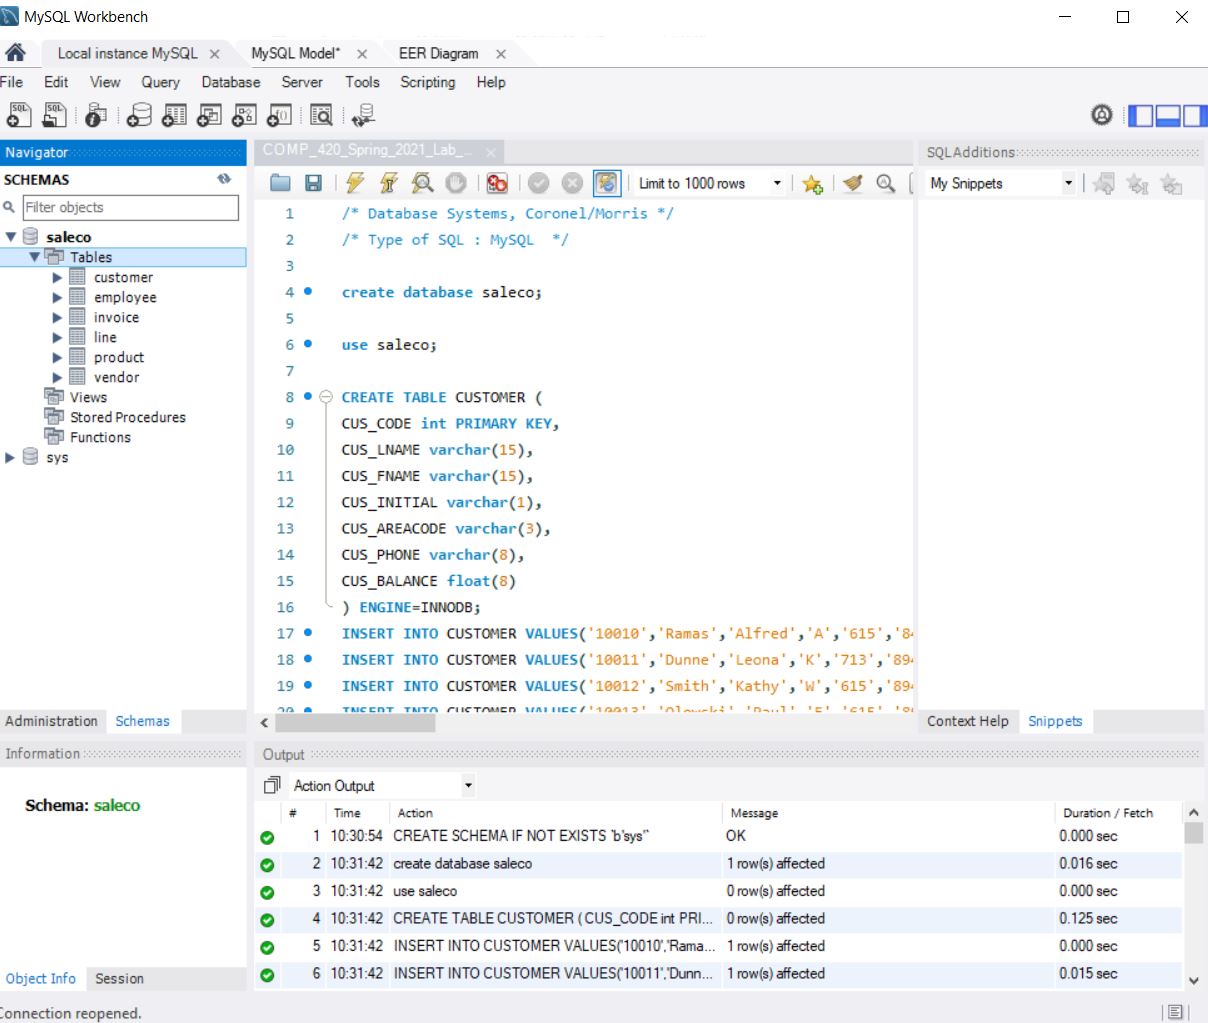 MySQL Workbench
Local instance MySQL
MySQL Model*
EER Diagram
File Edit View Query Database Server Tools Scripting Help
Navigator
SCHEMAS
Filter objects
saleco
Tables
customer
employee
invoice
line
product
vendor
Views
Stored Procedures
Functions
sys
Administration
Schemas
Information
Schema: saleco
Object Info
Session
COMP_420_Spring_2021_Lab_...
Limit to 1000 rows
1 /* Database Systems, Coronel/Morris */
2 /* Type of SQL : MySQL */
3
4 create database saleco;
5
6 use saleco;
7
8 CREATE TABLE CUSTOMER (
9 CUS_CODE int PRIMARY KEY,
10 CUS_LNAME varchar(15),
11 CUS_FNAME varchar(15),
12 CUS_INITIAL varchar(1),
13 CUS_AREACODE varchar(3),
14 CUS_PHONE varchar(8),
15 CUS_BALANCE float(8)
16 ) ENGINE=INNODB;
17 INSERT INTO CUSTOMER VALUES('10010','Ramas','Alfred','A','615','84
18 INSERT INTO CUSTOMER VALUES('10011','Dunne','Leona','K','713','894
19 INSERT INTO CUSTOMER VALUES('10012','Smith','Kathy','W','615','894
20 INSERT INTO CUSTOMER VALUES('10013','Olowski','Paul','F','615','89
SQLAdditions
My Snippets
Context Help
Snippets
Output
Action Output
# Time Action Message Duration / Fetch
1 10:30:54 CREATE SCHEMA IF NOT EXISTS `b'sys'` OK 0.000 sec
2 10:31:42 create database saleco 1 row(s) affected 0.016 sec
3 10:31:42 use saleco 0 row(s) affected 0.000 sec
4 10:31:42 CREATE TABLE CUSTOMER ( CUS_CODE int PRI... 0 row(s) affected 0.125 sec
5 10:31:42 INSERT INTO CUSTOMER VALUES('10010','Rama... 1 row(s) affected 0.000 sec
6 10:31:42 INSERT INTO CUSTOMER VALUES('10011','Dunn... 1 row(s) affected 0.015 sec
Connection reopened.